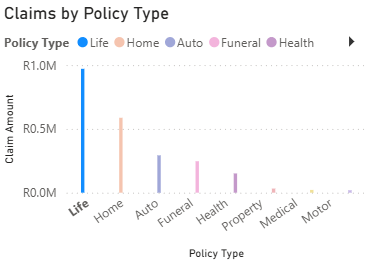 Claims by Policy Type
Policy Type Life Home Auto Funeral Health
R1.0M
R0.5M
R0.0M
Claim Amount
Life Home Auto Funeral Health Property Medical Motor
Policy Type